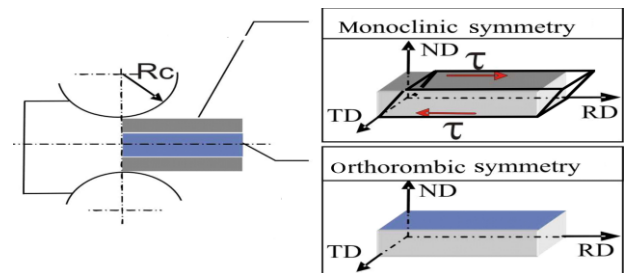 Rc
Monoclinic symmetry
ND
τ
TD
RD
τ
Orthorombic symmetry
ND
TD
RD